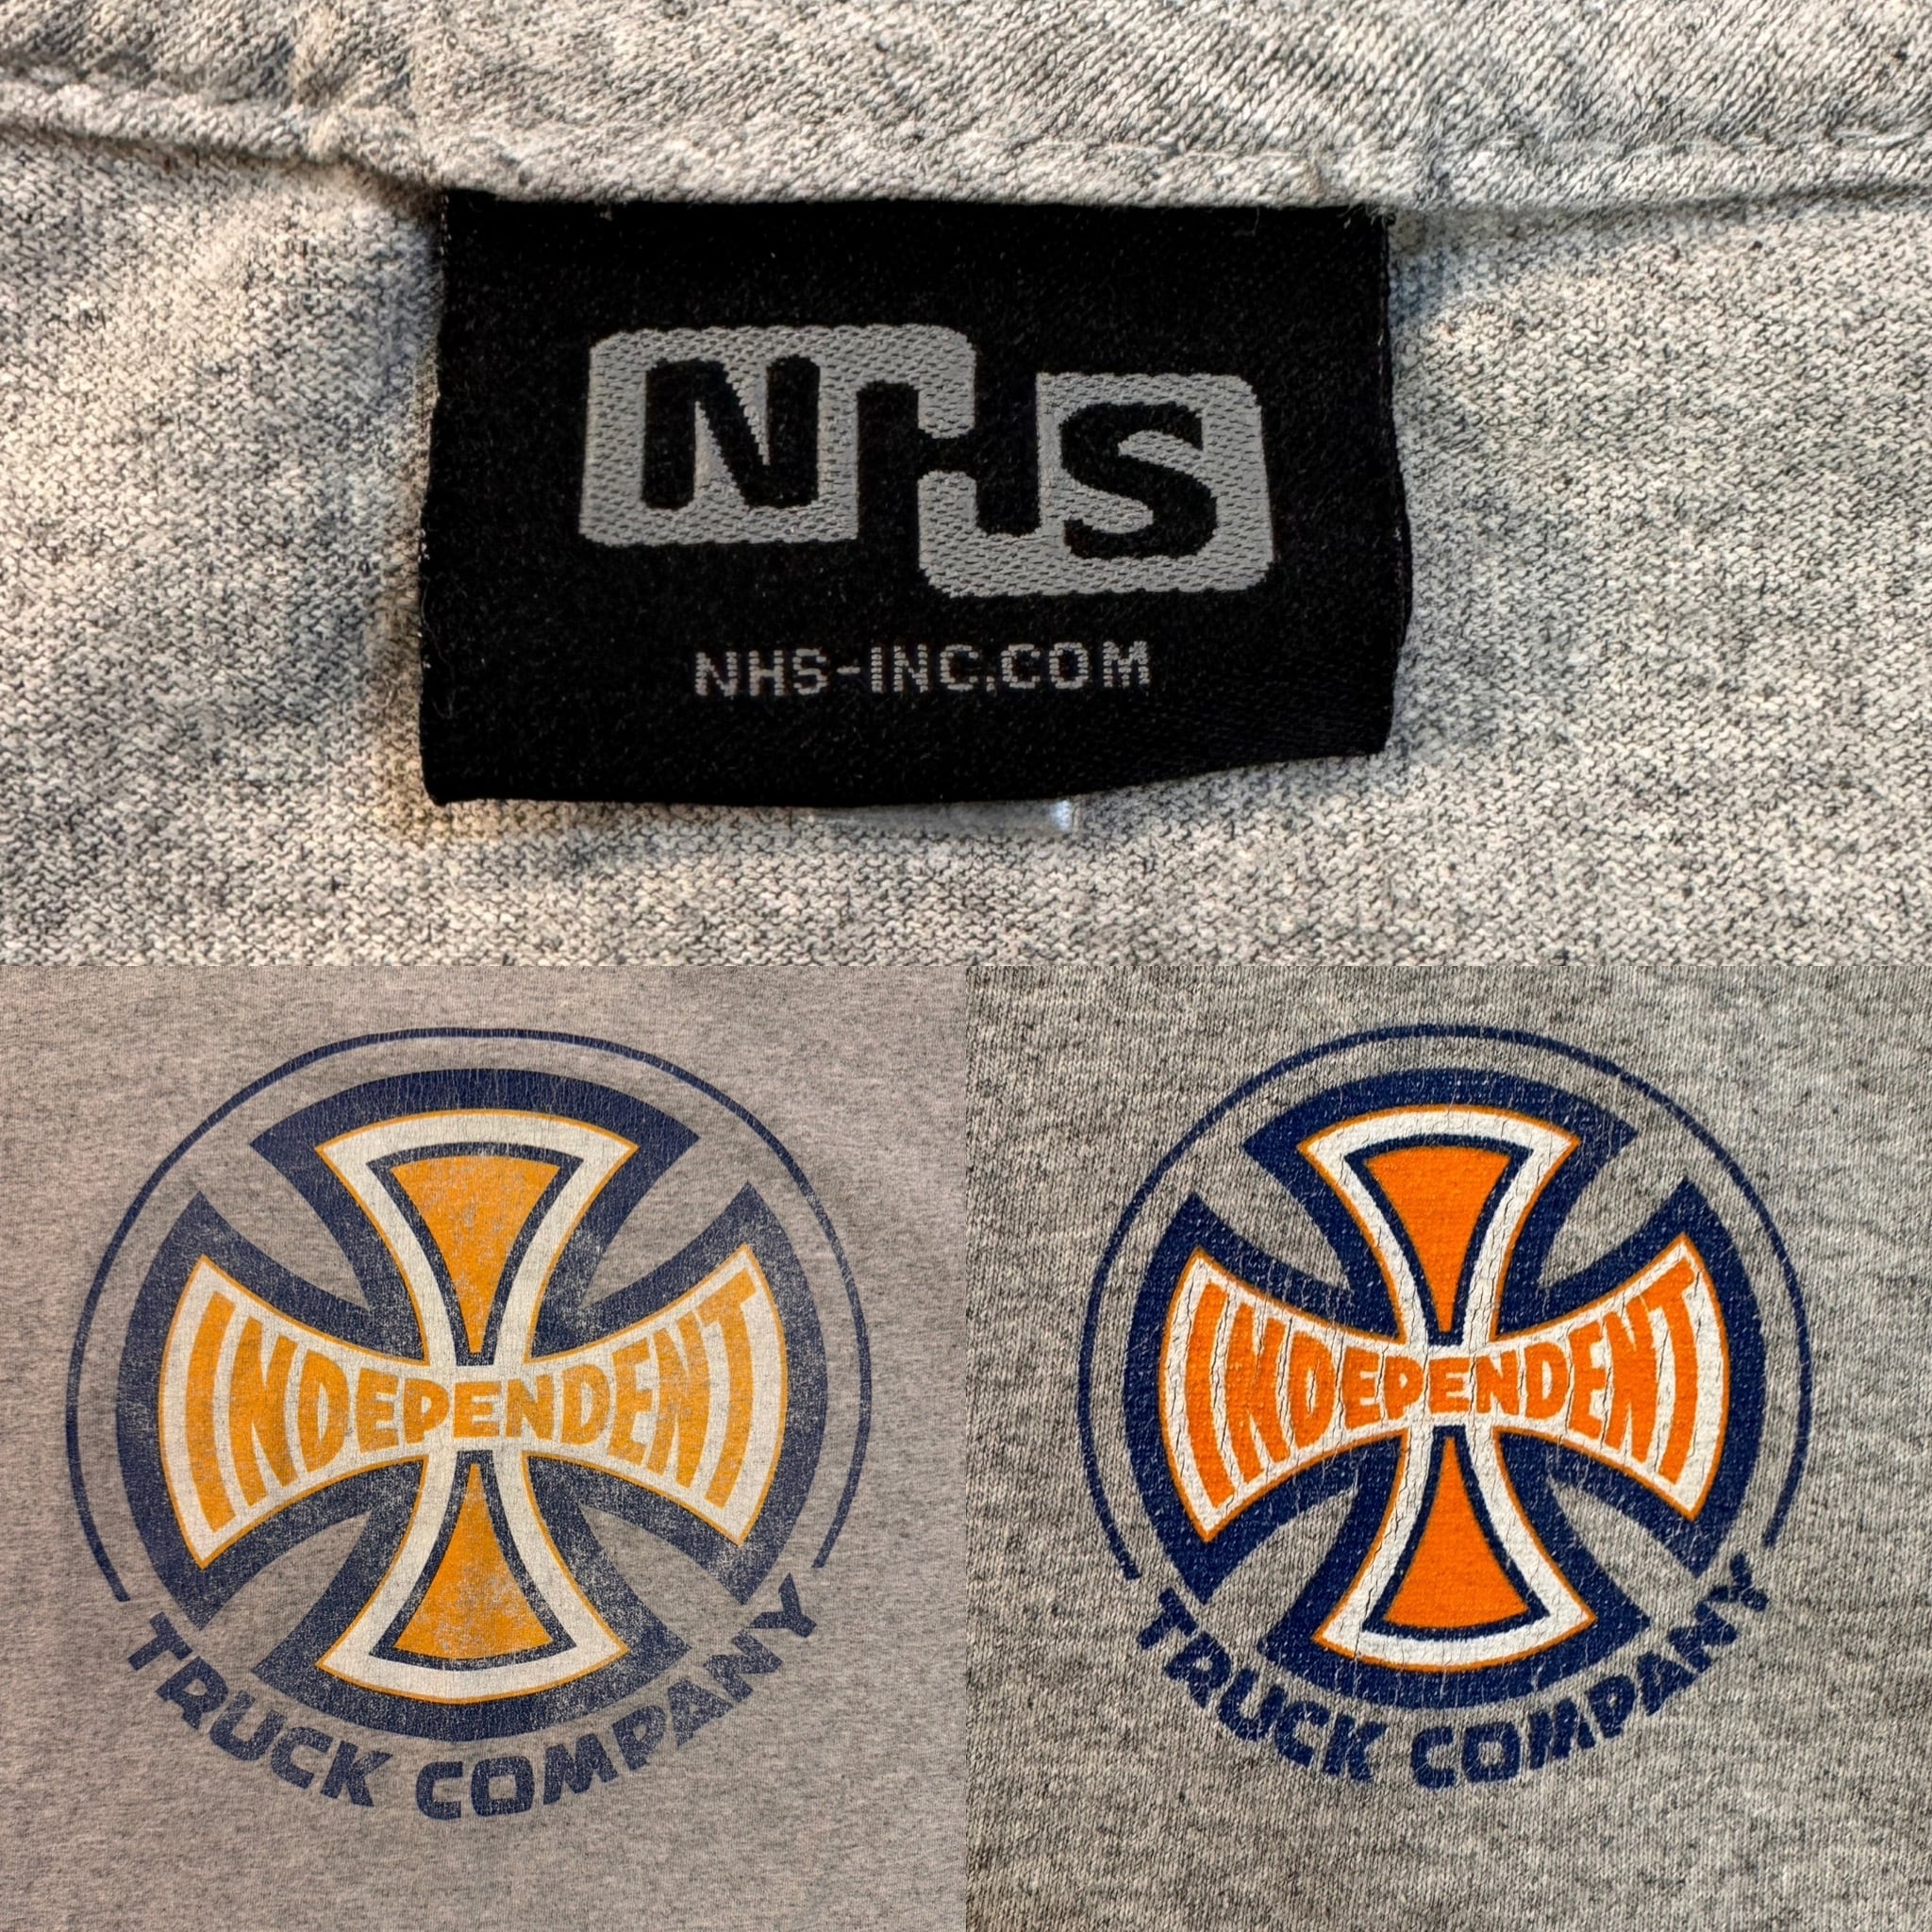 NHS
NHS-INC.COM
INDEPENDENT
TRUCK COMPANY
INDEPENDENT
TRUCK COMPANY